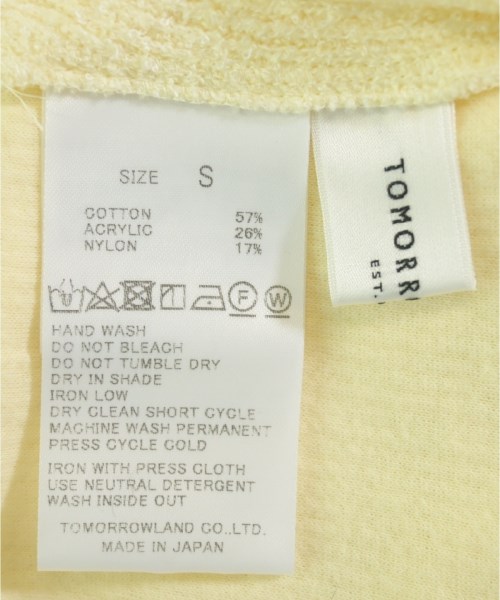 SIZE S
COTTON 57%
ACRYLIC 26%
NYLON 17%
F W
HAND WASH
DO NOT BLEACH
DO NOT TUMBLE DRY
DRY IN SHADE
IRON LOW
DRY CLEAN SHORT CYCLE
MACHINE WASH PERMANENT
PRESS CYCLE COLD
IRON WITH PRESS CLOTH
USE NEUTRAL DETERGENT
WASH INSIDE OUT
TOMORROWLAND CO.,LTD.
MADE IN JAPAN
TOMORR
EST.